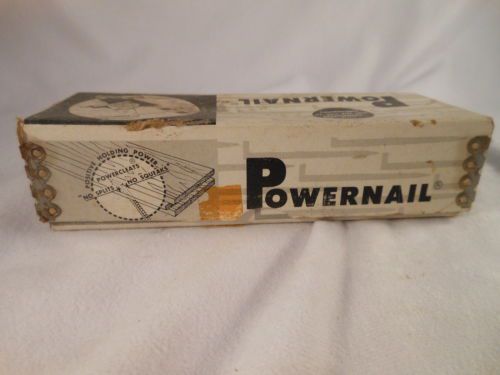 POWERNAIL
"POSITIVE HOLDING POWER"
POWERCLEATS®
"NO SPLITS" "NO SQUEAKS"
POWERNAIL®